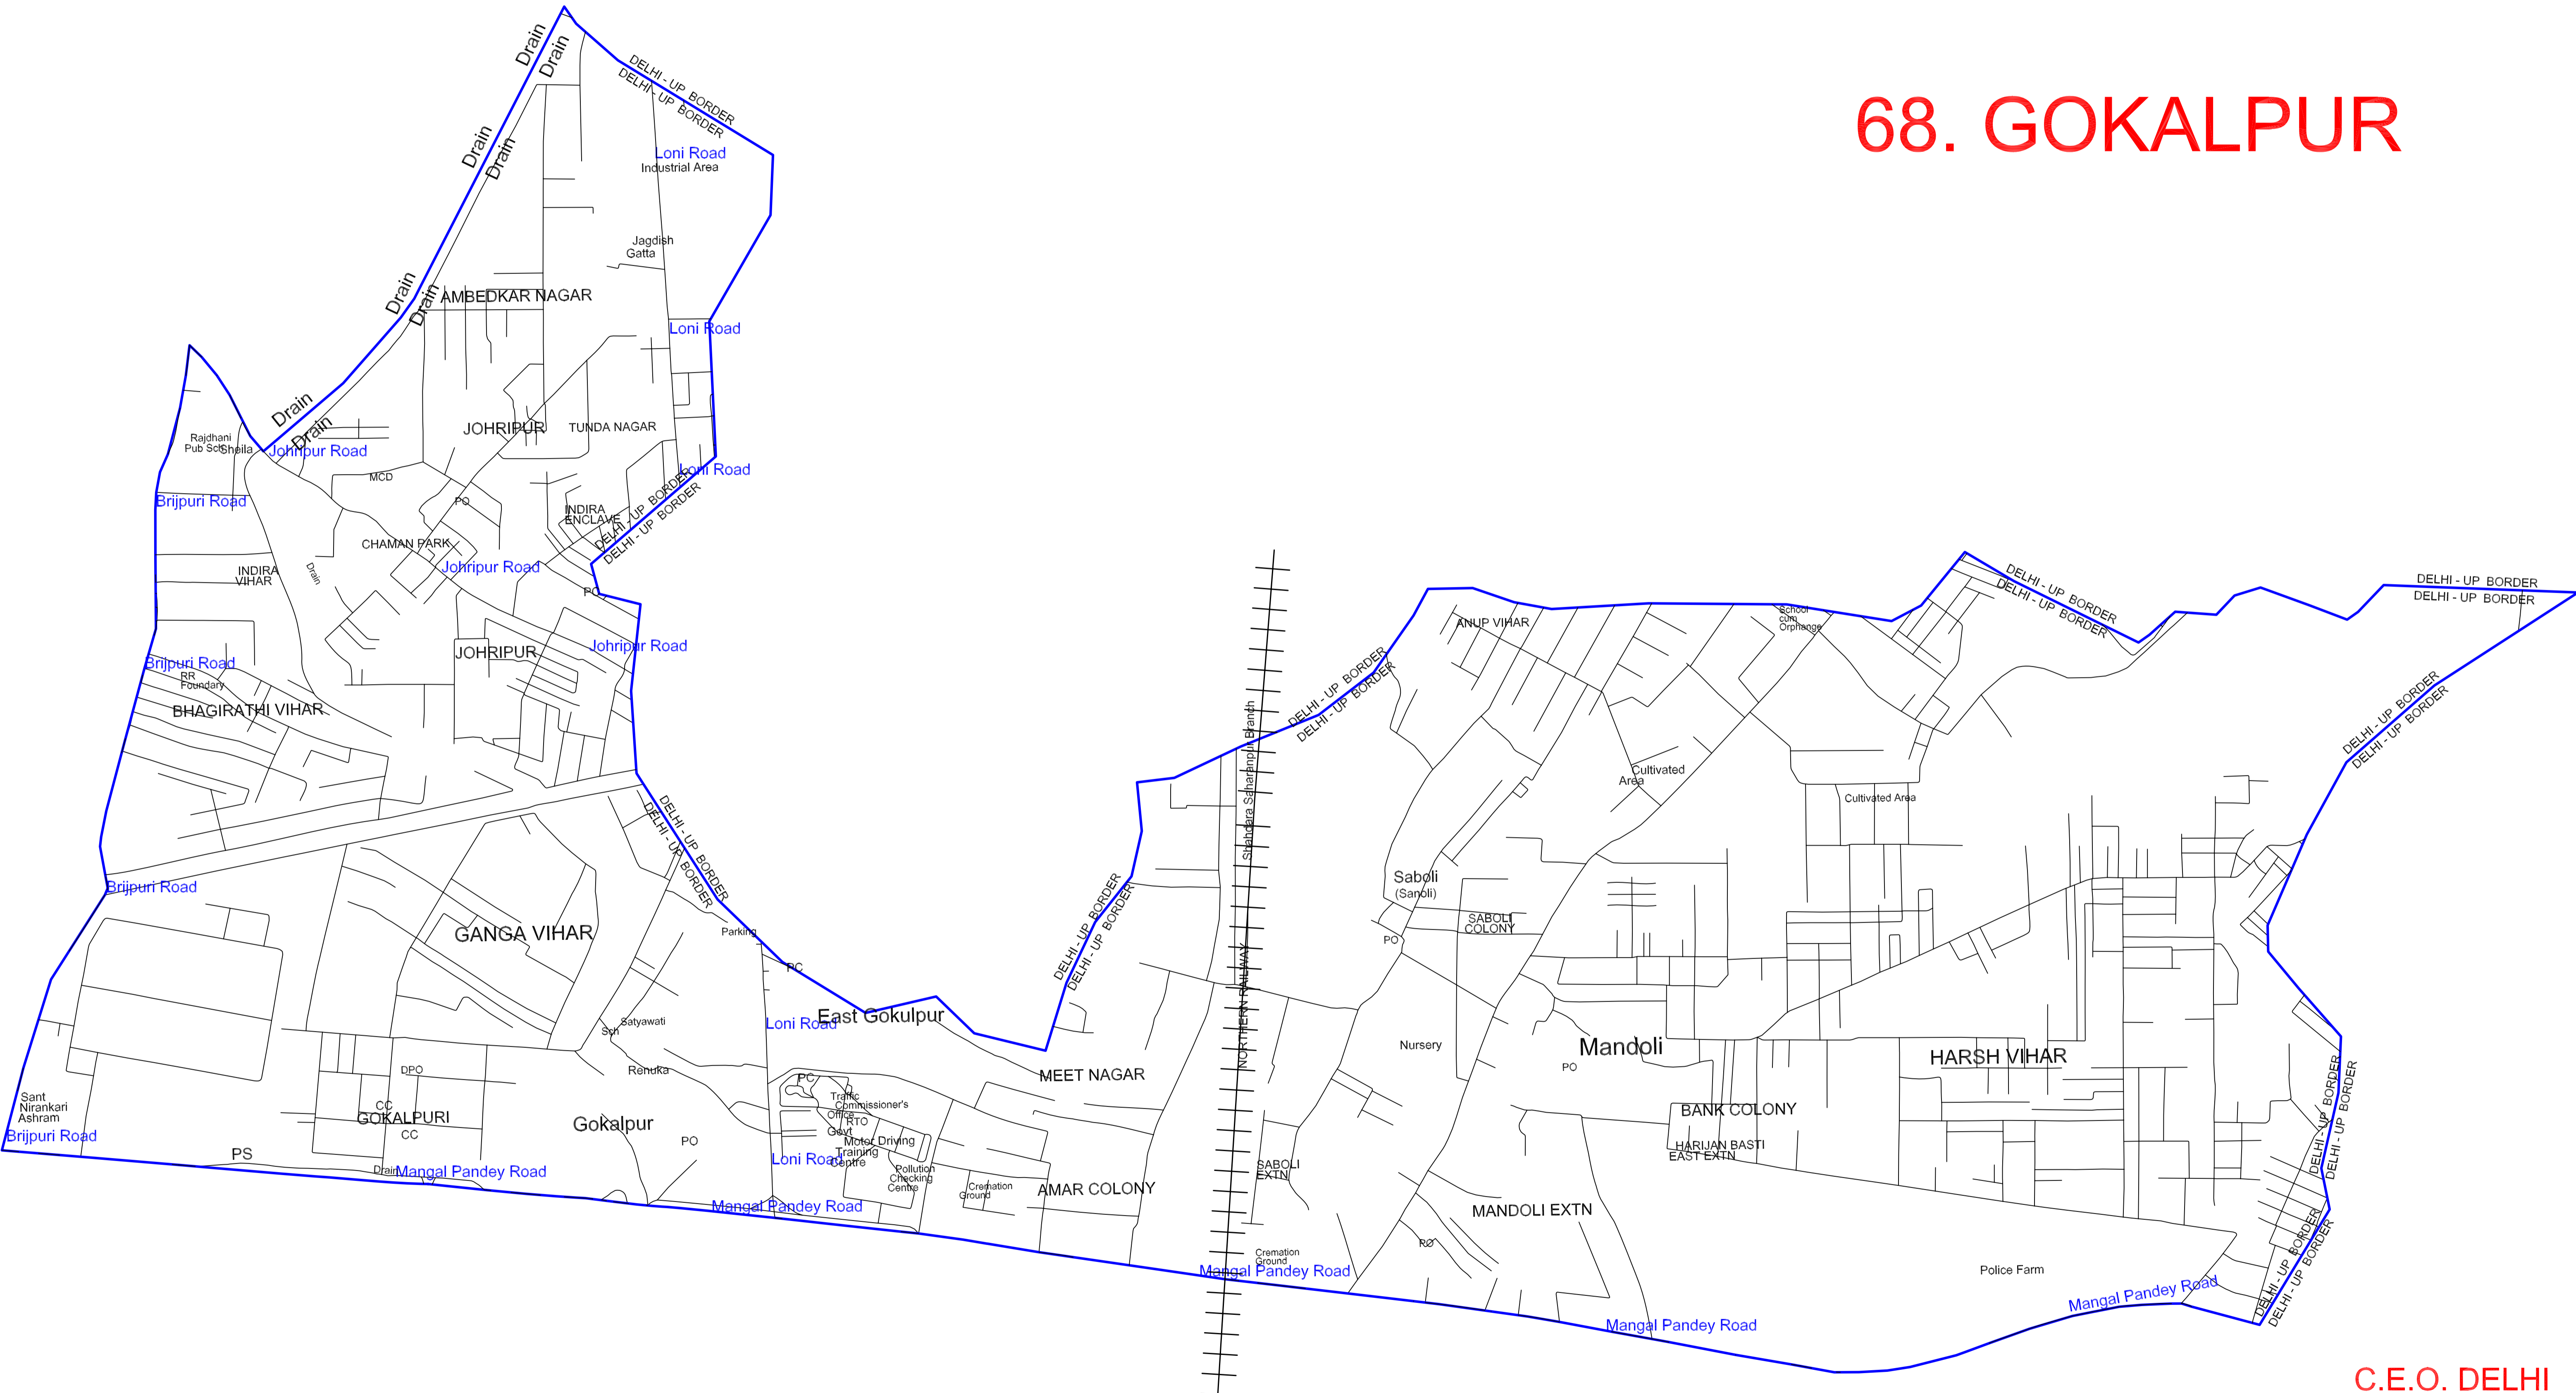 68. GOKALPUR
Drain
Drain
DELHI - UP BORDER
DELHI - UP BORDER
Drain
Drain
Loni Road
Industrial Area
Jagdish
Gatta
Drain
Drain
AMBEDKAR NAGAR
Loni Road
Drain
Drain
Rajdhani
Pub Sch
Sheila
Johripur Road
JOHRIPUR
TUNDA NAGAR
Loni Road
MCD
Brijpuri Road
PO
INDIRA
ENCLAVE
DELHI - UP BORDER
DELHI - UP BORDER
CHAMAN PARK
Johripur Road
INDIRA
VIHAR
Drain
PO
JOHRIPUR
Johripur Road
Brijpuri Road
RR
Foundary
BHAGIRATHI VIHAR
DELHI - UP BORDER
DELHI - UP BORDER
Brijpuri Road
GANGA VIHAR
Parking
PC
Satyawati
Sch
Loni Road
East Gokulpur
Renuka
DPO
Sant
Nirankari
Ashram
CC
GOKALPURI
CC
Gokalpur
PO
Brijpuri Road
PS
Drain
Mangal Pandey Road
PC
Traffic
Commissioner's
Office
RTO
Govt
Motor Driving
Training
Centre
Loni Road
Pollution
Checking
Centre
Cremation
Ground
Mangal Pandey Road
MEET NAGAR
AMAR COLONY
DELHI - UP BORDER
DELHI - UP BORDER
Shahdara Saharanpur Branch
NORTHERN RAILWAY
DELHI - UP BORDER
DELHI - UP BORDER
ANUP VIHAR
School
cum
Orphange
DELHI - UP BORDER
DELHI - UP BORDER
DELHI - UP BORDER
DELHI - UP BORDER
DELHI - UP BORDER
DELHI - UP BORDER
Cultivated
Area
Cultivated Area
Saboli
(Sanoli)
SABOLI
COLONY
PO
Nursery
Mandoli
PO
HARSH VIHAR
BANK COLONY
HARIJAN BASTI
EAST EXTN
SABOLI
EXTN
MANDOLI EXTN
PO
Cremation
Ground
Mangal Pandey Road
Police Farm
Mangal Pandey Road
Mangal Pandey Road
DELHI - UP BORDER
DELHI - UP BORDER
DELHI - UP BORDER
DELHI - UP BORDER
C.E.O. DELHI